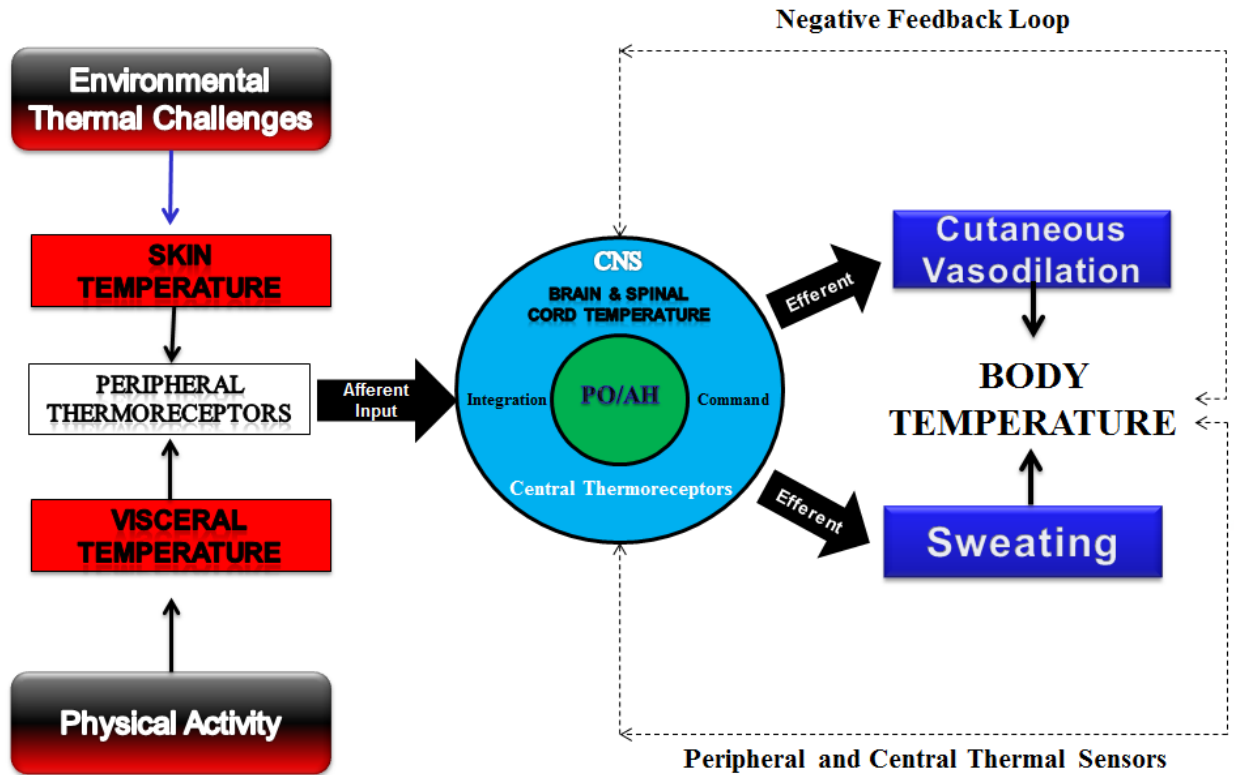 Negative Feedback Loop
Environmental
Thermal Challenges
SKIN
TEMPERATURE
PERIPHERAL
THERMORECEPTORS
VISCERAL
TEMPERATURE
Physical Activity
Afferent
Input
CNS
BRAIN & SPINAL
CORD TEMPERATURE
Integration
PO/AH
Command
Central Thermoreceptors
Efferent
Efferent
Cutaneous
Vasodilation
BODY
TEMPERATURE
Sweating
Peripheral and Central Thermal Sensors